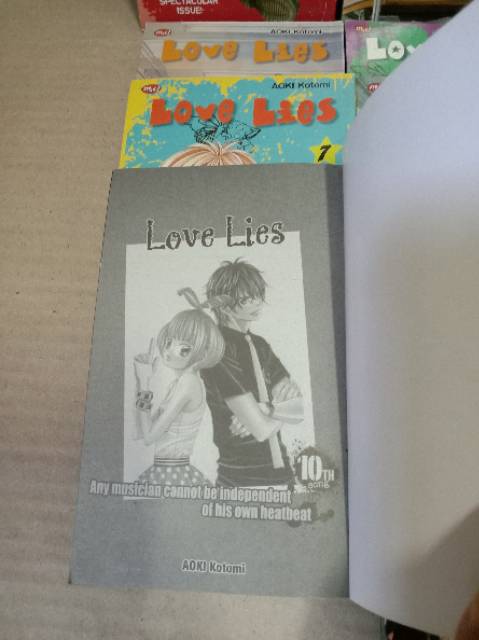 SPECTACULAR
ISSUE!
AOKI Kotomi
Love Lies
Lo
AOKI Kotomi
Love Lies
7
Love Lies
10TH
song
Any musician cannot be independent
of his own heatbeat
AOKI Kotomi